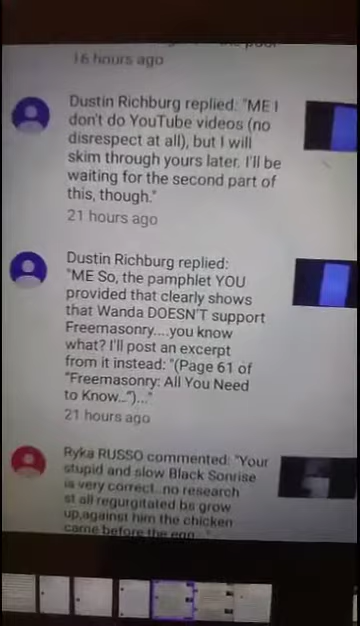 16 hours ago
Dustin Richburg replied: "ME I
don't do YouTube videos (no
disrespect at all), but I will
skim through yours later. I'll be
waiting for the second part of
this, though."
21 hours ago
Dustin Richburg replied:
"ME So, the pamphlet YOU
provided that clearly shows
that Wanda DOESN'T support
Freemasonry....you know
what? I'll post an excerpt
from it instead: "(Page 61 of
"Freemasonry: All You Need
to Know...")..."
21 hours ago
Ryka RUSSO commented: "Your
stupid and slow Black Sonrise
is very correct..no research
st all regurgitated bs grow
up,against him the chicken
came before the egg